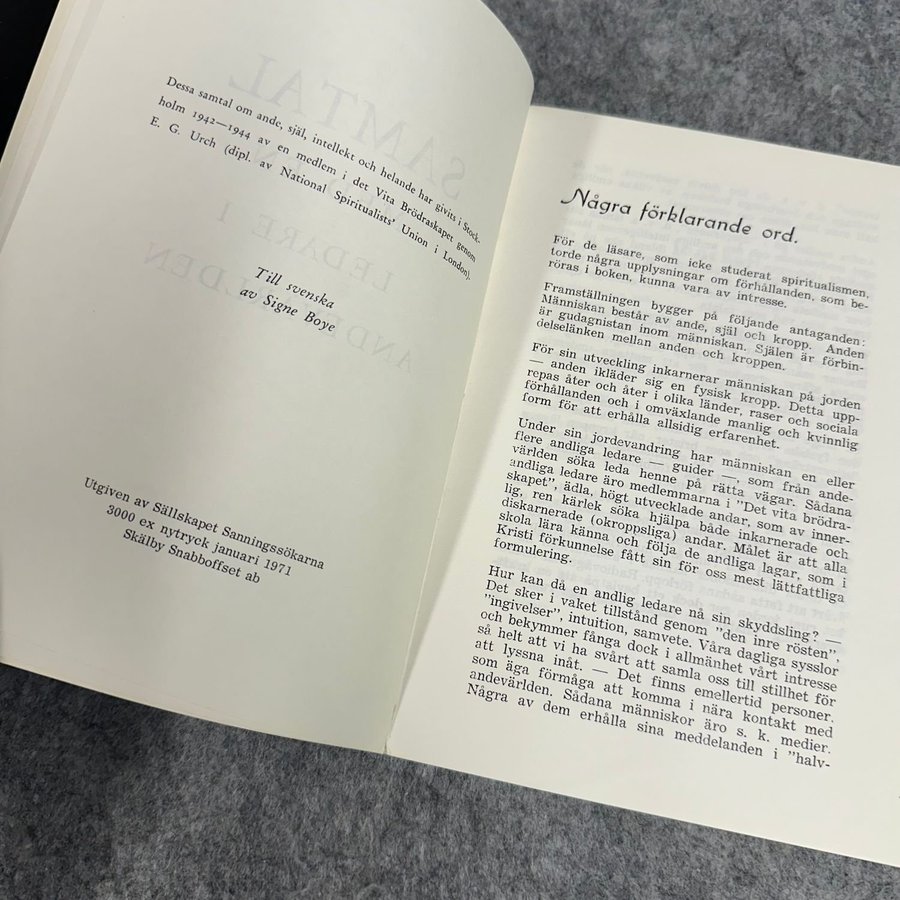 Dessa samtal om ande, själ, intellekt och helande har givits i Stock-
holm 1942—1944 av en medlem i det Vita Brödraskapet genom
E. G. Urch (dipl. av National Spiritualists' Union i London).
Till svenska
av Signe Boye
Utgiven av Sällskapet Sanningssökarna
3000 ex nytryck januari 1971
Skälby Snabboffset ab
Några förklarande ord.
För de läsare, som icke studerat spiritualismen,
torde några upplysningar om förhållanden, som be-
röras i boken, kunna vara av intresse.
Framställningen bygger på följande antaganden:
Människan består av ande, själ och kropp. Anden
är gudagnistan inom människan. Själen är förbin-
delselänken mellan anden och kroppen.
För sin utveckling inkarnerar människan på jorden
— anden ikläder sig en fysisk kropp. Detta upp-
repas åter och åter i olika länder, raser och sociala
förhållanden och i omväxlande manlig och kvinnlig
form för att erhålla allsidig erfarenhet.
Under sin jordevandring har människan en eller
flere andliga ledare — guider —, som från ande-
världen söka leda henne på rätta vägar. Sådana
andliga ledare äro medlemmarna i "Det vita brödra-
skapet", ädla, högt utvecklade andar, som av inner-
lig, ren kärlek söka hjälpa både inkarnerade och
diskarnerade (okroppsliga) andar. Målet är att alla
skola lära känna och följa de andliga lagar, som i
Kristi förkunnelse fått sin för oss mest lättfattliga
formulering.
Hur kan då en andlig ledare nå sin skyddsling? —
Det sker i vaket tillstånd genom "den inre rösten",
"ingivelser", intuition, samvete. Våra dagliga sysslor
och bekymmer fånga dock i allmänhet vårt intresse
så helt att vi ha svårt att samla oss till stillhet för
att lyssna inåt. — Det finns emellertid personer,
som äga förmåga att komma i nära kontakt med
andevärlden. Sådana människor äro s. k. medier.
Några av dem erhålla sina meddelanden i "halv-